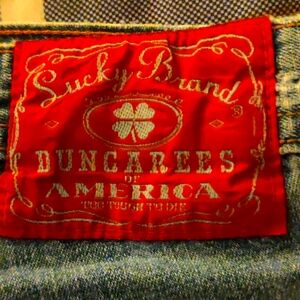 Lucky Brand
®
DUNGAREES
OF
AMERICA
TOO TOUGH TO DIE